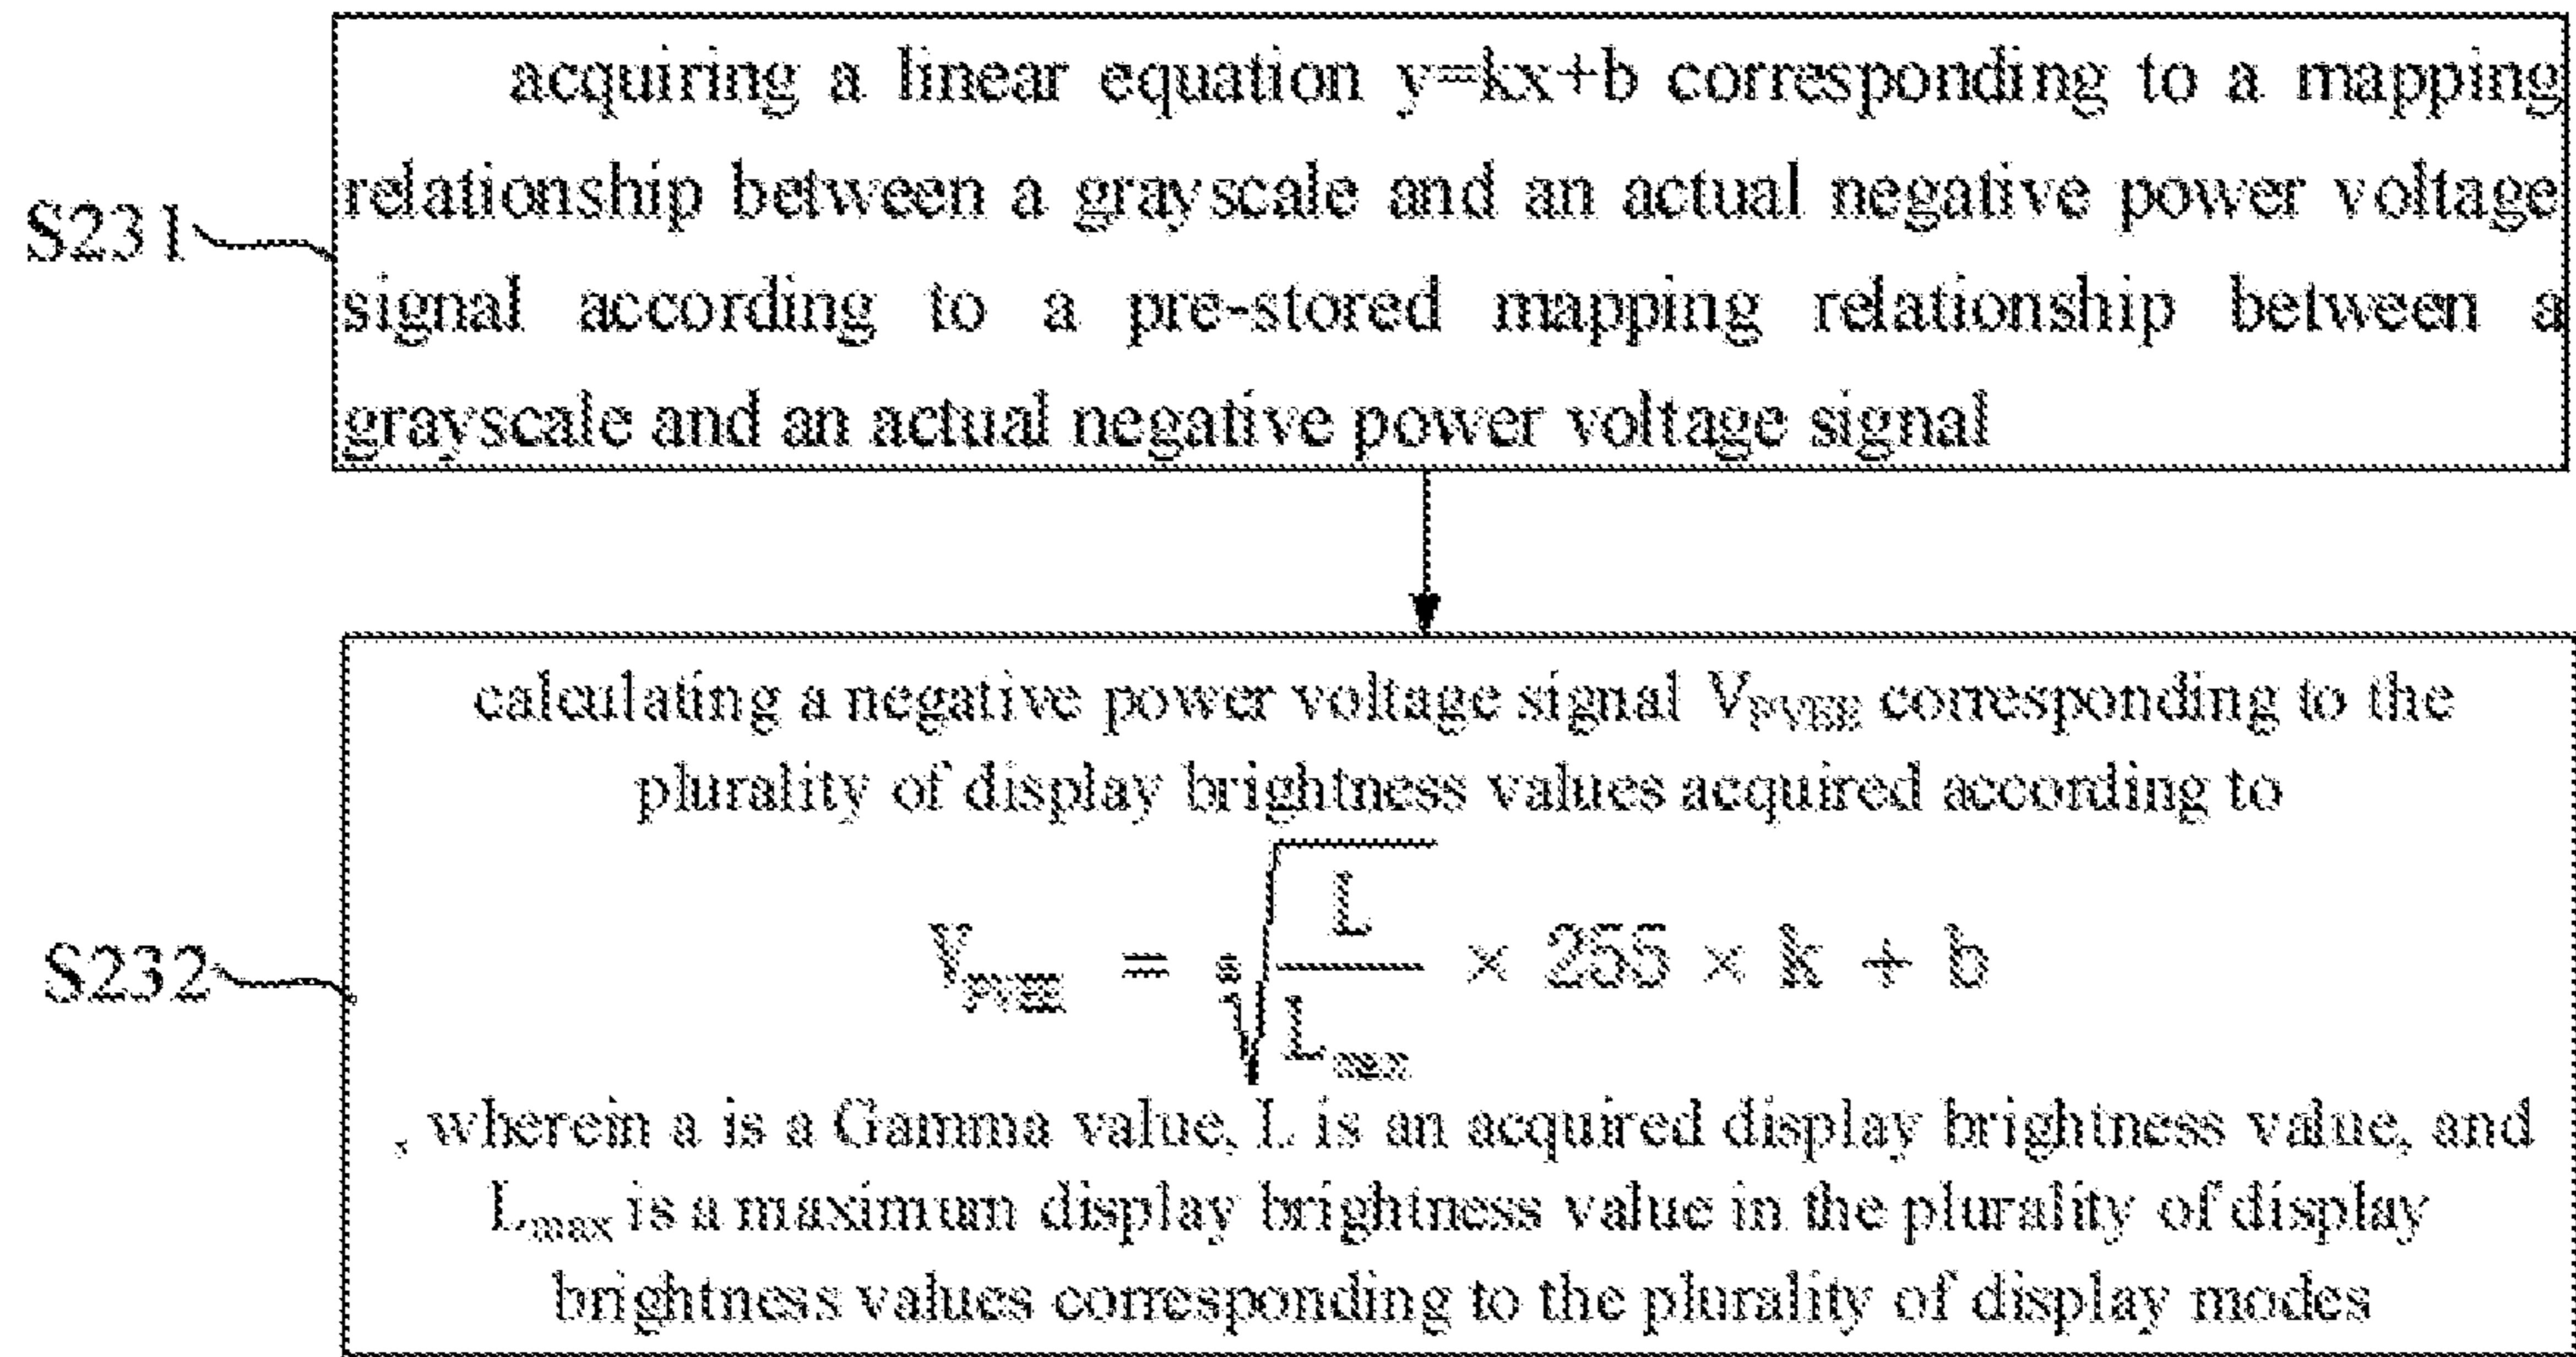 acquiring a linear equation y=kx+b corresponding to a mapping
relationship between a grayscale and an actual negative power voltage
S231
signal according to a pre-stored mapping relationship between a
grayscale and an actual negative power voltage signal
calculating a negative power voltage signal V_PVEE corresponding to the
plurality of display brightness values acquired according to
S232
V_PVEE = ᵃ√(L/L_max) × 255 × k + b
, wherein a is a Gamma value, L is an acquired display brightness value, and
L_max is a maximum display brightness value in the plurality of display
brightness values corresponding to the plurality of display modes